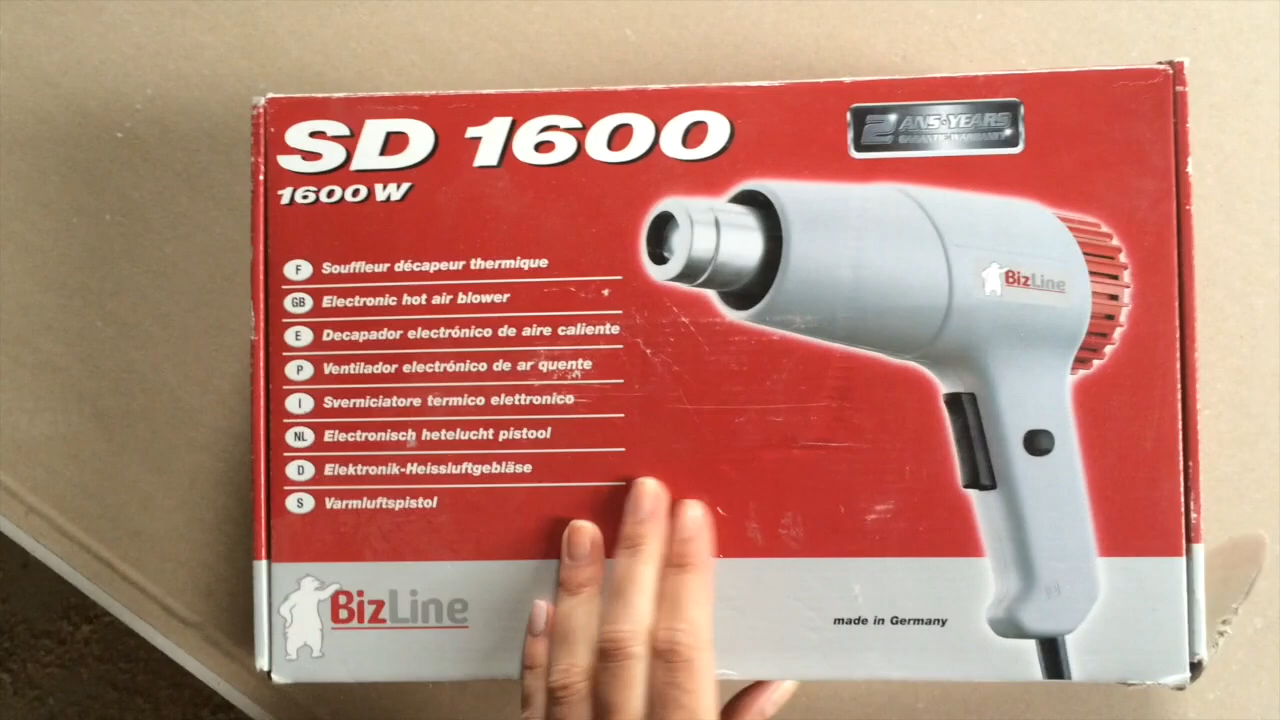 SD 1600
1600 W
2 ANS-YEARS
F Souffleur décapeur thermique
GB Electronic hot air blower
E Decapador electrónico de aire caliente
P Ventilador electrónico de ar quente
I Sverniciatore termico elettronico
NL Electronisch hetelucht pistool
D Elektronik-Heissluftgebläse
S Varmluftspistol
BizLine
BizLine
made in Germany